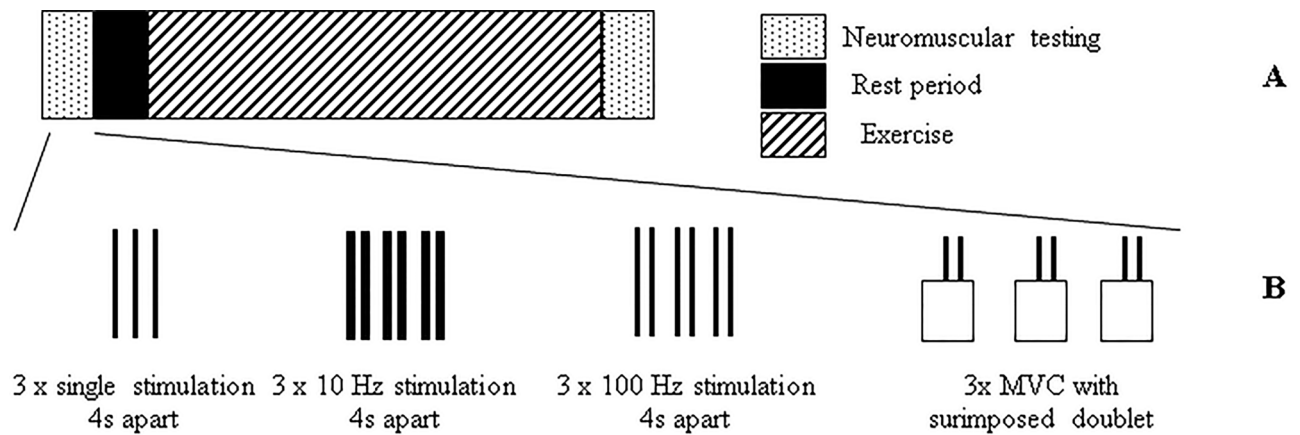 Neuromuscular testing
A
Rest period
Exercise
B
3 x single stimulation
4s apart
3 x 10 Hz stimulation
4s apart
3 x 100 Hz stimulation
4s apart
3x MVC with
surimposed doublet